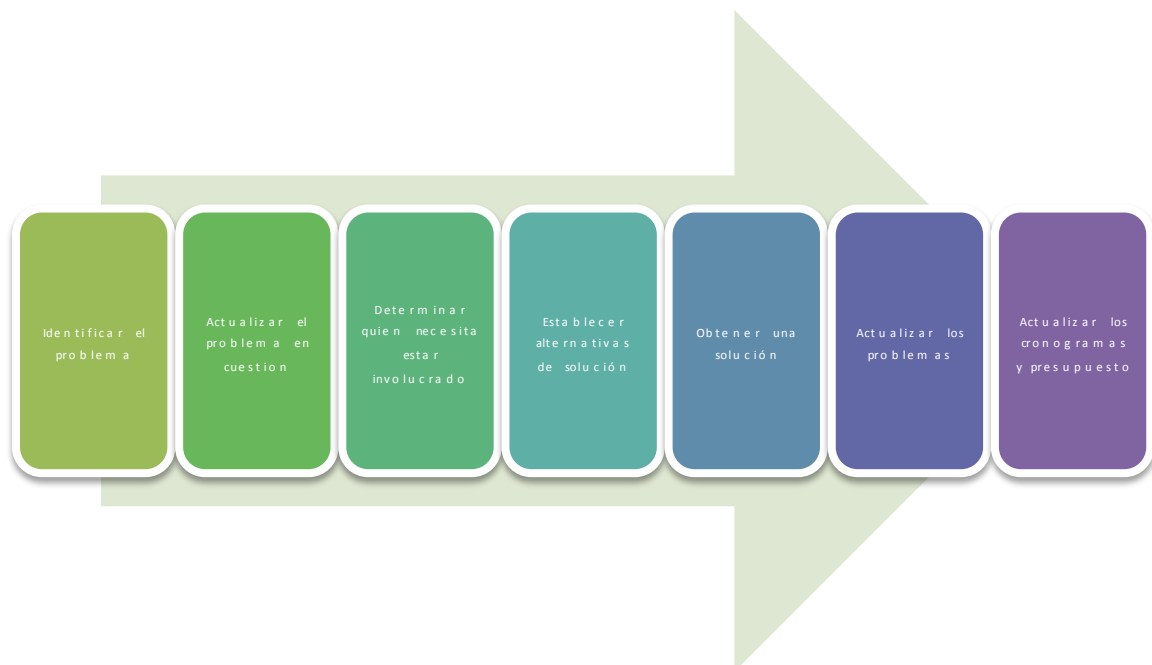 Identificar el
problema
Actualizar el
problema en
cuestion
Determinar
quien necesita
estar
involucrado
Establecer
alternativas
de solución
Obtener una
solución
Actualizar los
problemas
Actualizar los
cronogramas
y presupuesto